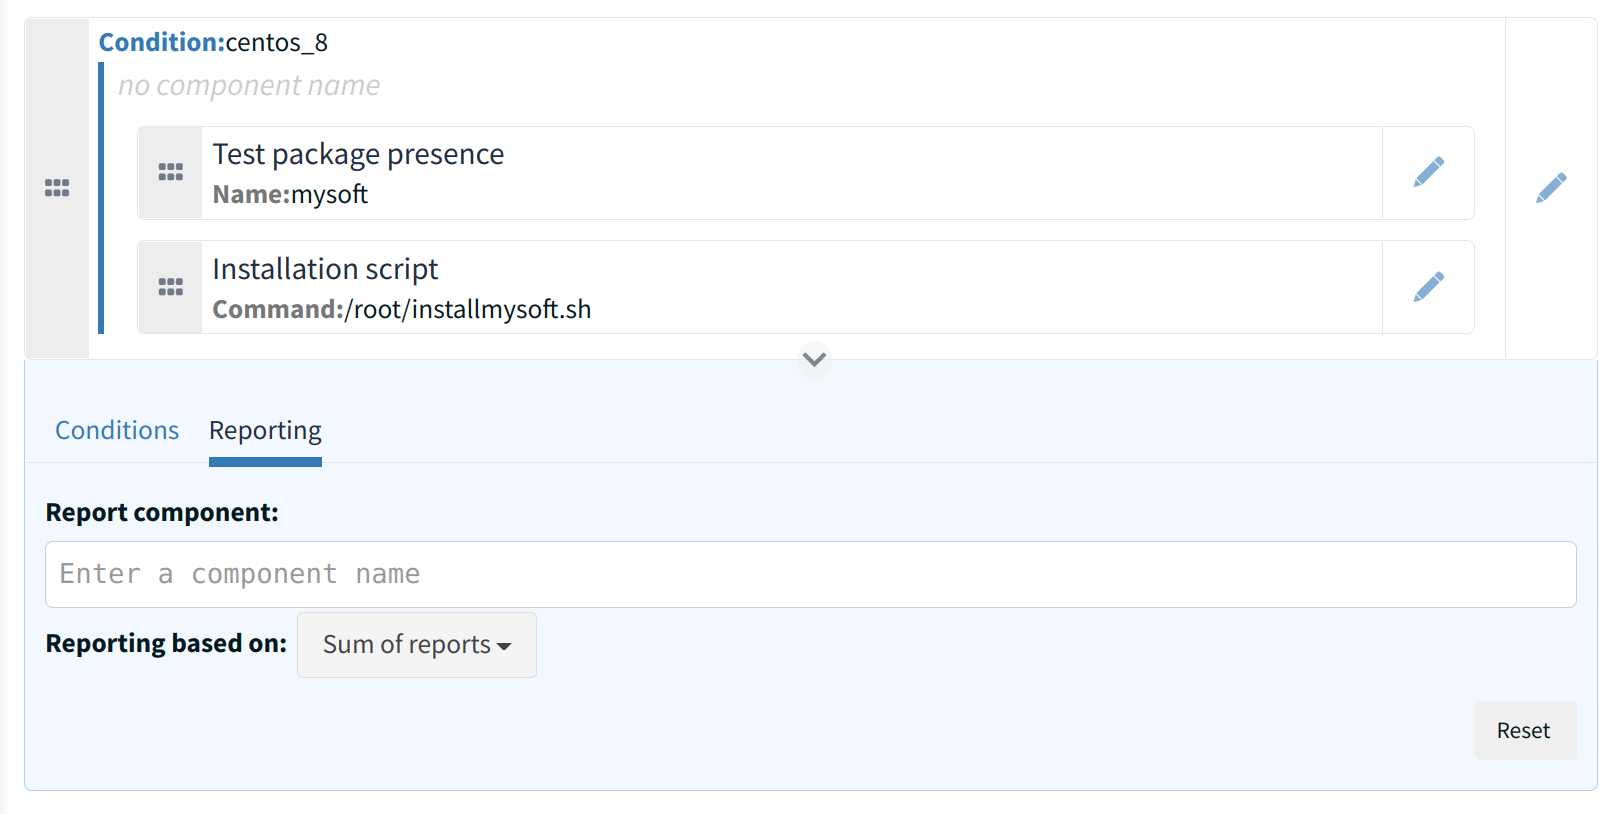 Condition:centos_8
no component name
Test package presence
Name:mysoft
Installation script
Command:/root/installmysoft.sh
Conditions Reporting
Report component:
Enter a component name
Reporting based on: Sum of reports
Reset